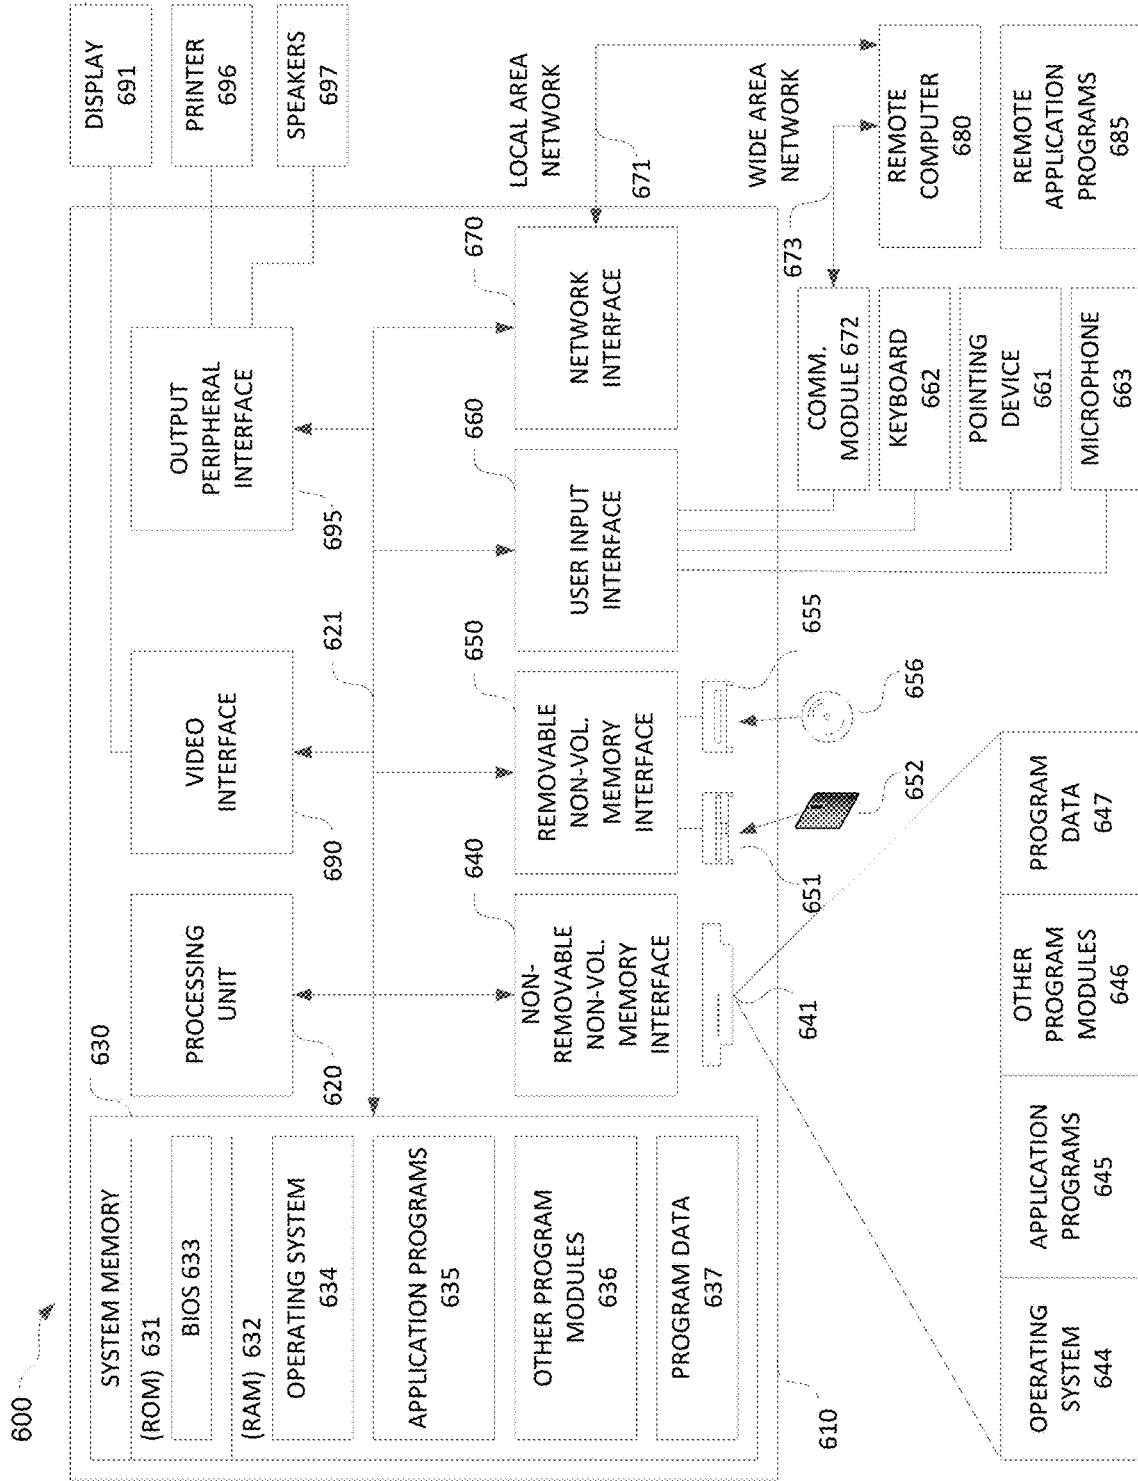 600
610
SYSTEM MEMORY
(ROM) 631
BIOS 633
(RAM) 632
OPERATING SYSTEM
634
APPLICATION PROGRAMS
635
OTHER PROGRAM
MODULES
636
PROGRAM DATA
637
630
PROCESSING
UNIT
620
VIDEO
INTERFACE
690
621
OUTPUT
PERIPHERAL
INTERFACE
695
DISPLAY
691
PRINTER
696
SPEAKERS
697
NON-
REMOVABLE
NON-VOL.
MEMORY
INTERFACE
640
REMOVABLE
NON-VOL.
MEMORY
INTERFACE
650
USER INPUT
INTERFACE
660
NETWORK
INTERFACE
670
LOCAL AREA
NETWORK
671
WIDE AREA
NETWORK
673
641
651
652
655
656
COMM.
MODULE 672
KEYBOARD
662
POINTING
DEVICE
661
MICROPHONE
663
REMOTE
COMPUTER
680
REMOTE
APPLICATION
PROGRAMS
685
OPERATING
SYSTEM
644
APPLICATION
PROGRAMS
645
OTHER
PROGRAM
MODULES
646
PROGRAM
DATA
647